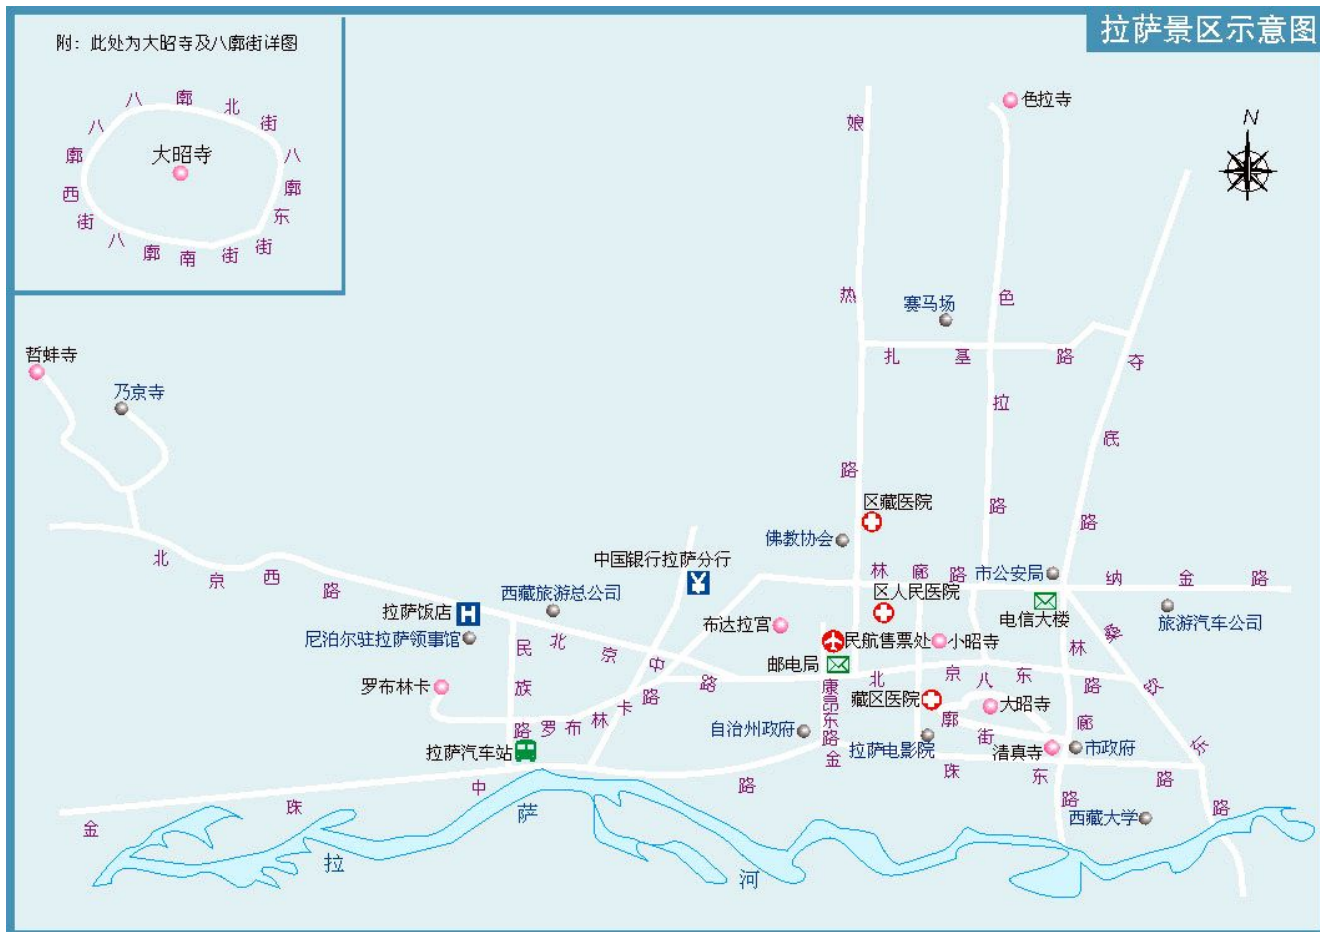 拉萨景区示意图
附：此处为大昭寺及八廓街详图
八廓北街
八廓西街
大昭寺
八廓东街
八廓南街
N
色拉寺
娘热路
赛马场
色拉路
扎基路
夺底路
哲蚌寺
乃京寺
区藏医院
佛教协会
北京西路
中国银行拉萨分行
林廊路
市公安局
纳金路
西藏旅游总公司
区人民医院
拉萨饭店
H
¥
电信大楼
旅游汽车公司
尼泊尔驻拉萨领事馆
布达拉宫
民航售票处
小昭寺
民族路
北京中路
邮电局
林廊路
罗布林卡
康昂东路
北京东路
藏区医院
八廓街
大昭寺
罗布林卡路
自治州政府
拉萨电影院
清真寺
市政府
拉萨汽车站
金珠中路
金珠东路
西藏大学
拉萨河